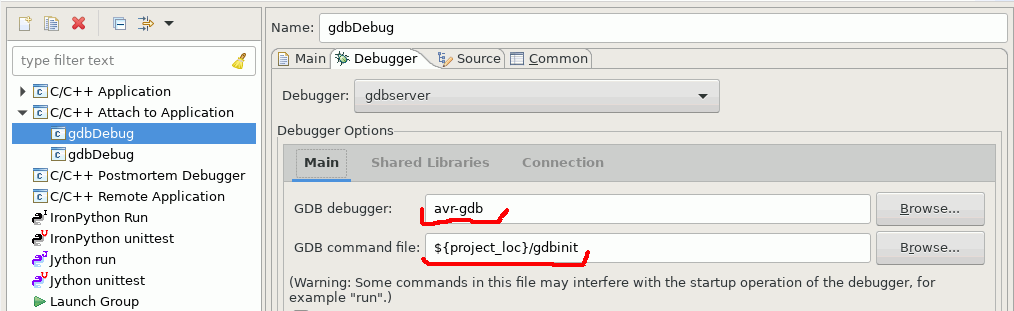 Name: gdbDebug
type filter text
C/C++ Application
C/C++ Attach to Application
gdbDebug
gdbDebug
C/C++ Postmortem Debugger
C/C++ Remote Application
IronPython Run
IronPython unittest
Jython run
Jython unittest
Launch Group
Main Debugger Source Common
Debugger: gdbserver
Debugger Options
Main Shared Libraries Connection
GDB debugger: avr-gdb Browse...
GDB command file: ${project_loc}/gdbinit Browse...
(Warning: Some commands in this file may interfere with the startup operation of the debugger, for
example "run".)